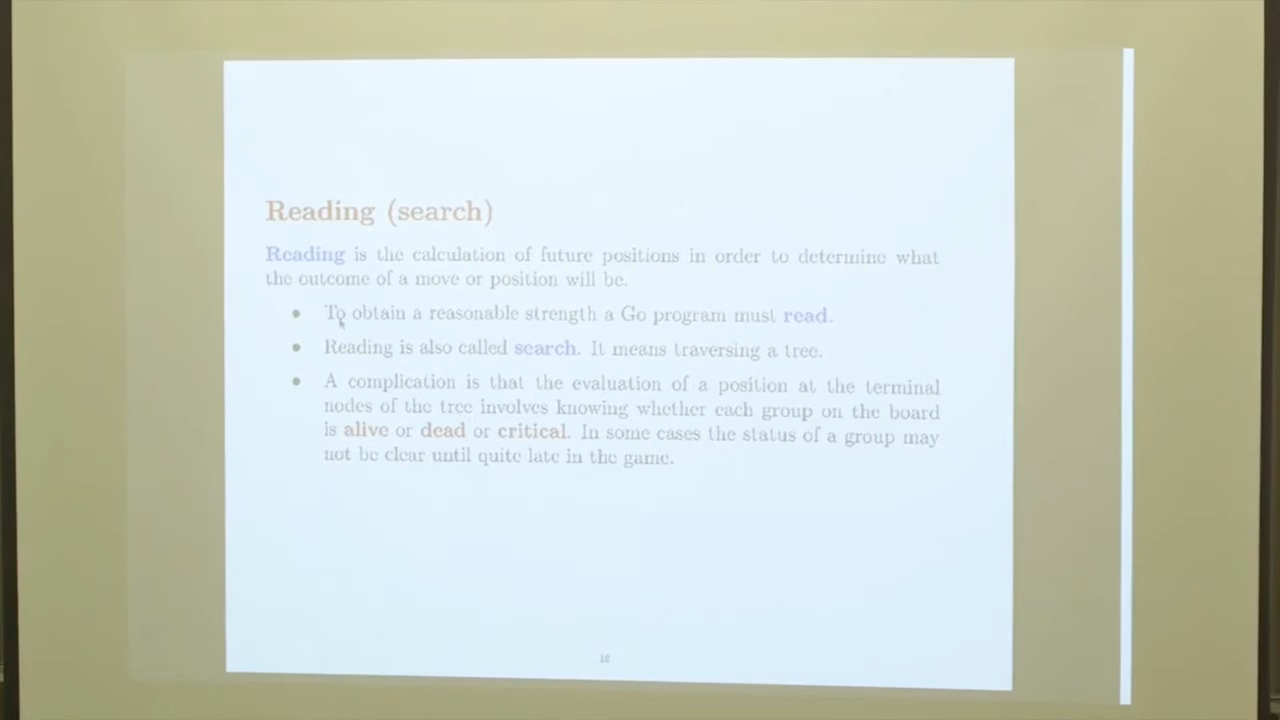 Reading (search)
Reading is the calculation of future positions in order to determine what
the outcome of a move or position will be.
• To obtain a reasonable strength a Go program must read.
• Reading is also called search. It means traversing a tree.
• A complication is that the evaluation of a position at the terminal
nodes of the tree involves knowing whether each group on the board
is alive or dead or critical. In some cases the status of a group may
not be clear until quite late in the game.